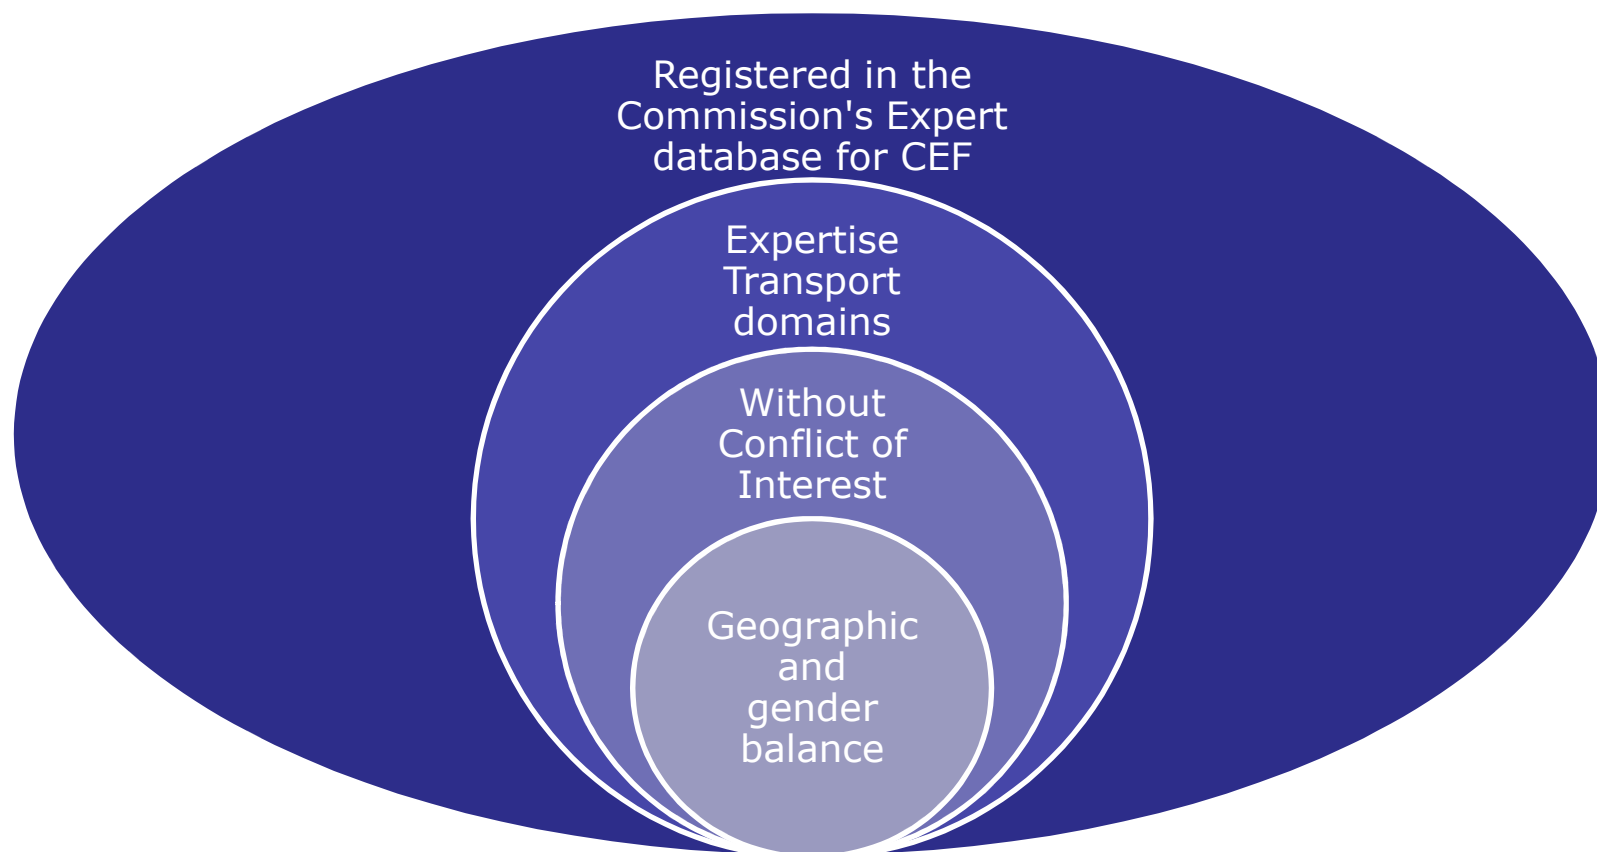 Registered in the
Commission's Expert
database for CEF
Expertise
Transport
domains
Without
Conflict of
Interest
Geographic
and
gender
balance